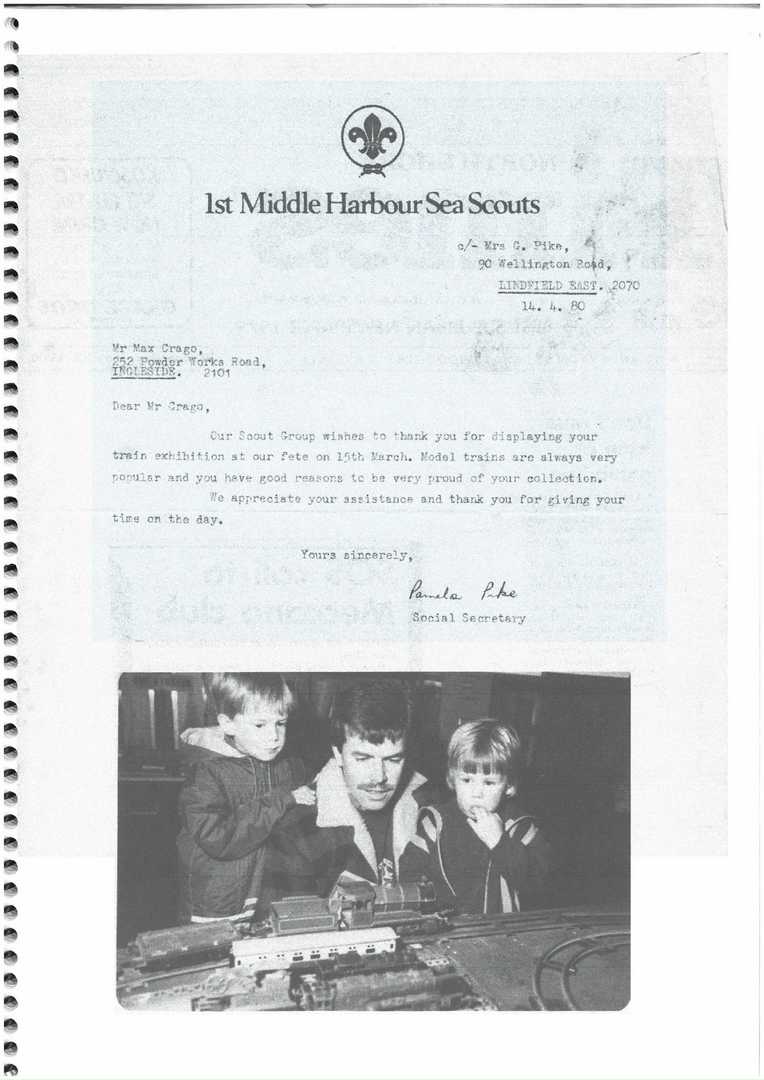 1st Middle Harbour Sea Scouts
c/- Mrs G. Pike,
90 Wellington Road,
LINDFIELD EAST. 2070
14. 4. 80
Mr Max Crago,
252 Powder Works Road,
INGLESIDE. 2101
Dear Mr Crago,
Our Scout Group wishes to thank you for displaying your
train exhibition at our fete on 15th March. Model trains are always very
popular and you have good reasons to be very proud of your collection.
We appreciate your assistance and thank you for giving your
time on the day.
Yours sincerely,
Pamela Pike
Social Secretary